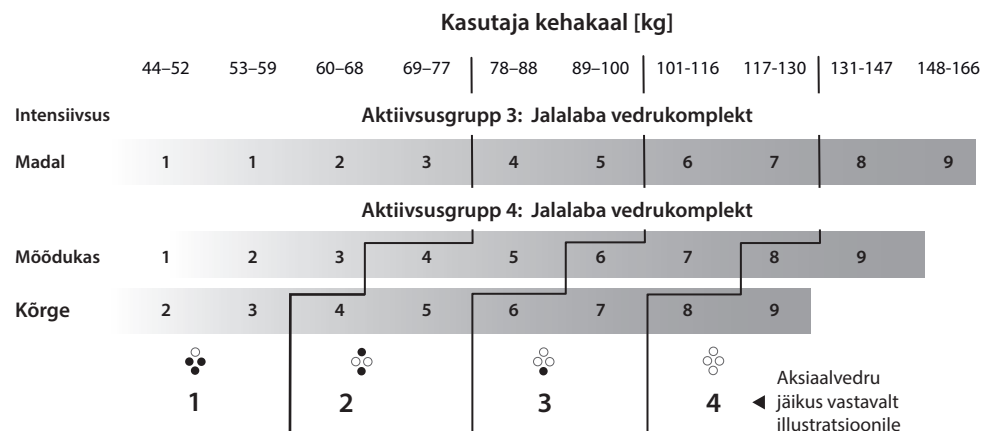 Kasutaja kehakaal [kg]
44–52 53–59 60–68 69–77 78–88 89–100 101-116 117-130 131-147 148-166
Intensiivsus Aktiivsusgrupp 3: Jalalaba vedrukomplekt
Madal 1 1 2 3 4 5 6 7 8 9
Aktiivsusgrupp 4: Jalalaba vedrukomplekt
Mõõdukas 1 2 3 4 5 6 7 8 9
Kõrge 2 3 4 5 6 7 8 9
1 2 3 4
Aksiaalvedru
jäikus vastavalt
illustratsioonile